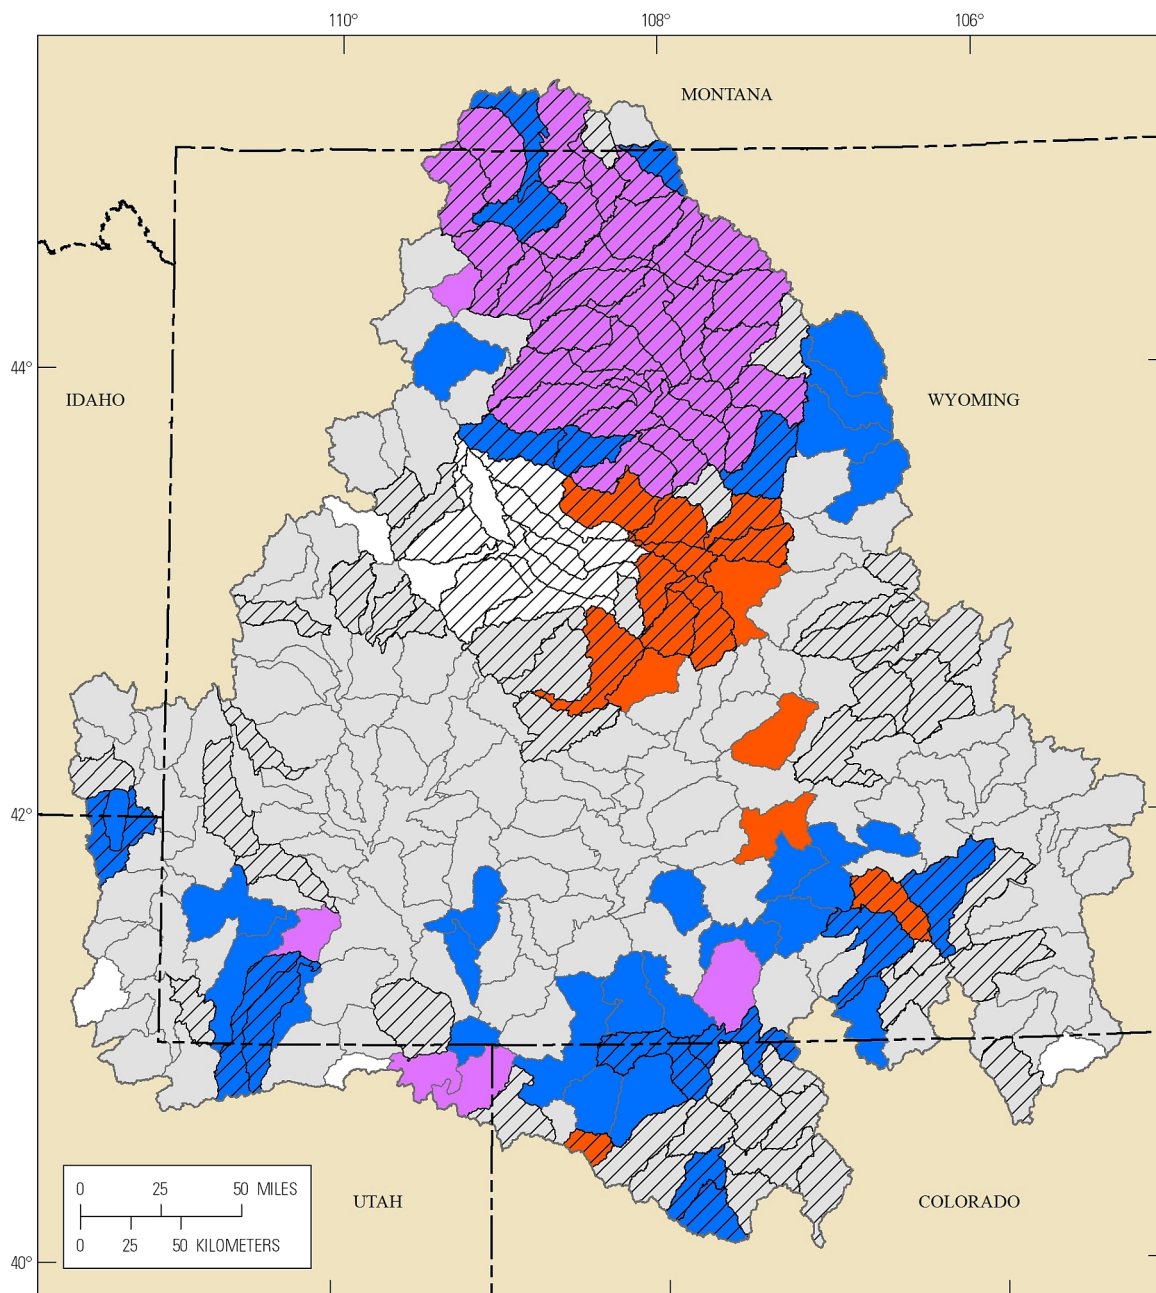 110° 108° 106°
MONTANA
44°
IDAHO WYOMING
42°
0 25 50 MILES
0 25 50 KILOMETERS
UTAH COLORADO
40°